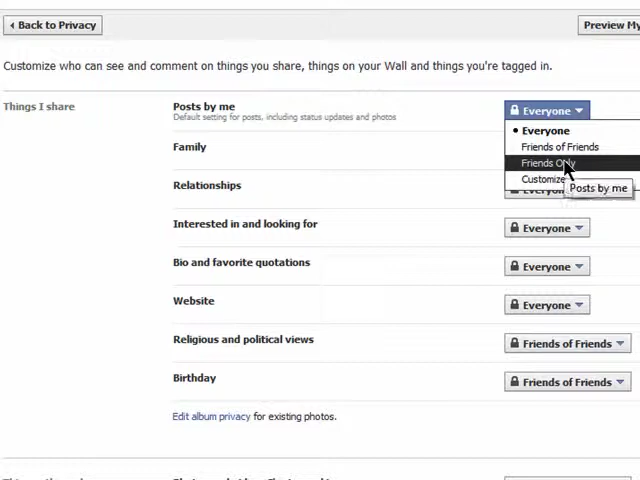 Back to Privacy
Preview My
Customize who can see and comment on things you share, things on your Wall and things you're tagged in.
Things I share
Posts by me
Everyone
Default setting for posts, including status updates and photos
Everyone
Family
Friends of Friends
Friends Only
Customize
Posts by me
Relationships
Everyone
Interested in and looking for
Everyone
Bio and favorite quotations
Everyone
Website
Everyone
Religious and political views
Friends of Friends
Birthday
Friends of Friends
Edit album privacy for existing photos.